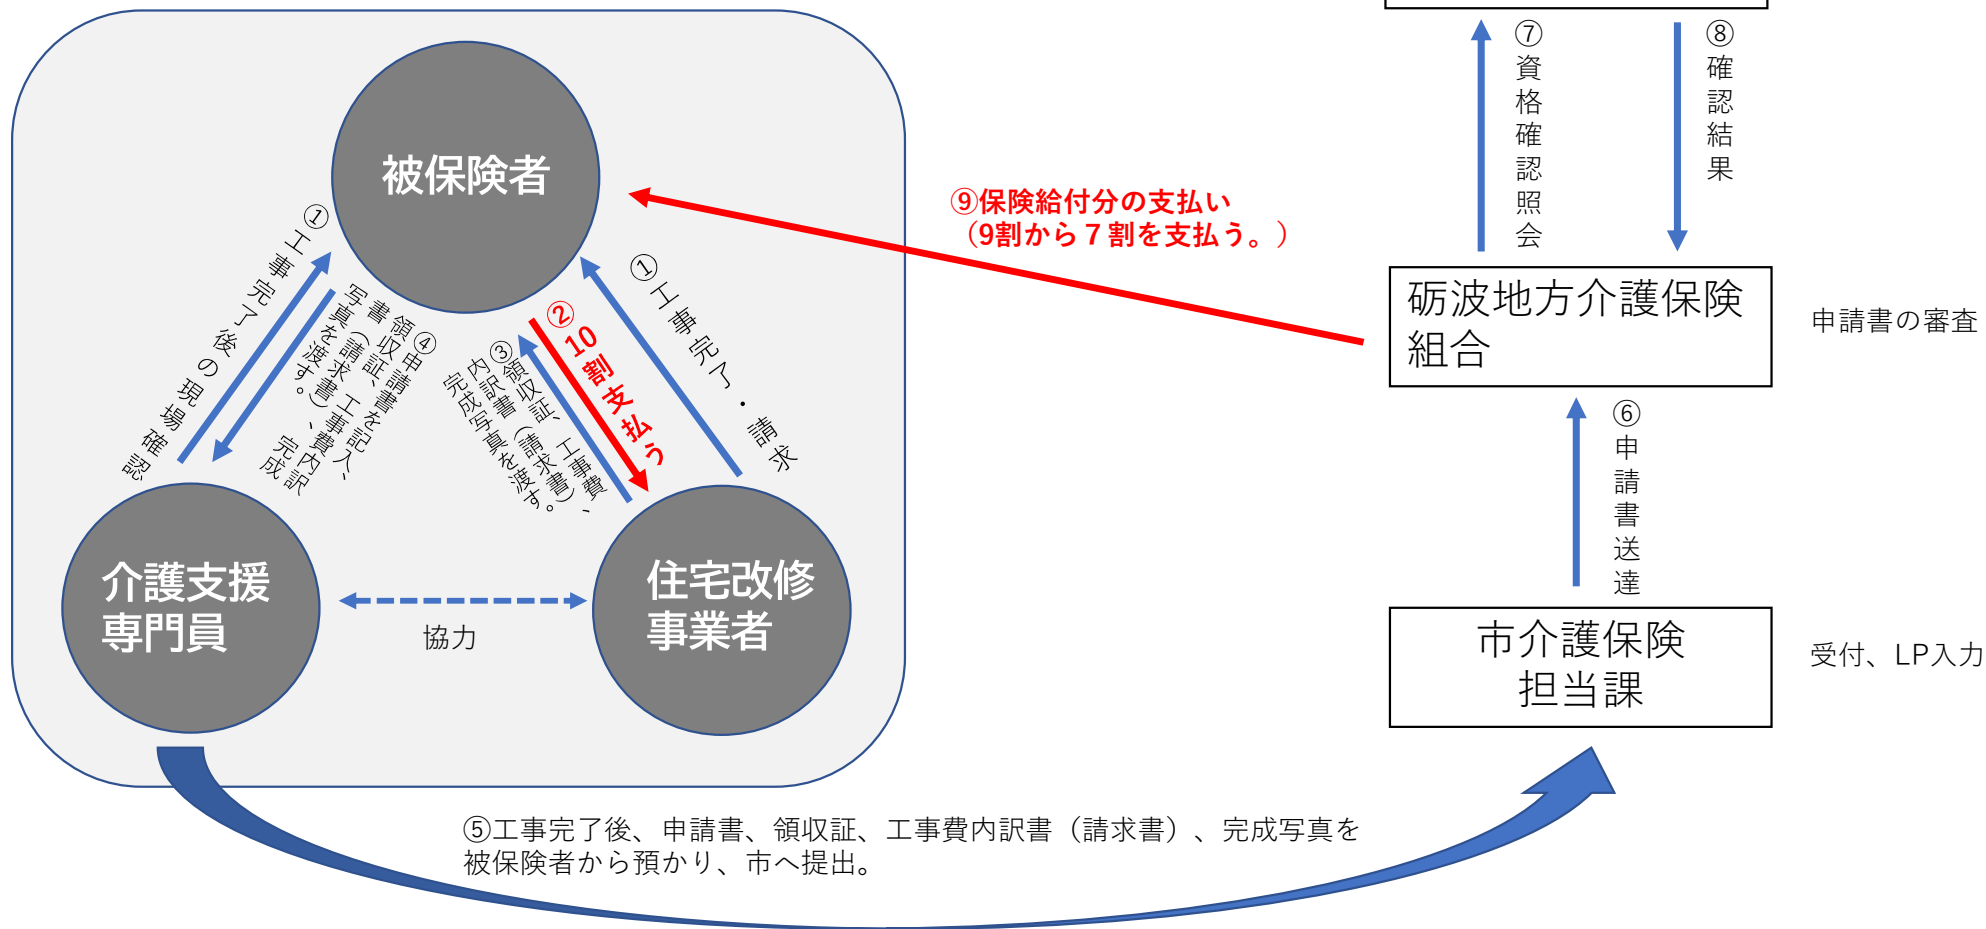 被保険者
①工事完了後の現場確認
④申請書を記入、
領収証、工事費内訳
書（請求書）、完成
写真を渡す。
②10割支払う
③領収証、工事費
内訳書（請求書）、
完成写真を渡す。
①工事完了・請求
介護支援
専門員
協力
住宅改修
事業者
⑨保険給付分の支払い
（9割から７割を支払う。）
⑦資格確認照会
⑧確認結果
砺波地方介護保険
組合
申請書の審査
⑥申請書送達
市介護保険
担当課
受付、LP入力
⑤工事完了後、申請書、領収証、工事費内訳書（請求書）、完成写真を
被保険者から預かり、市へ提出。